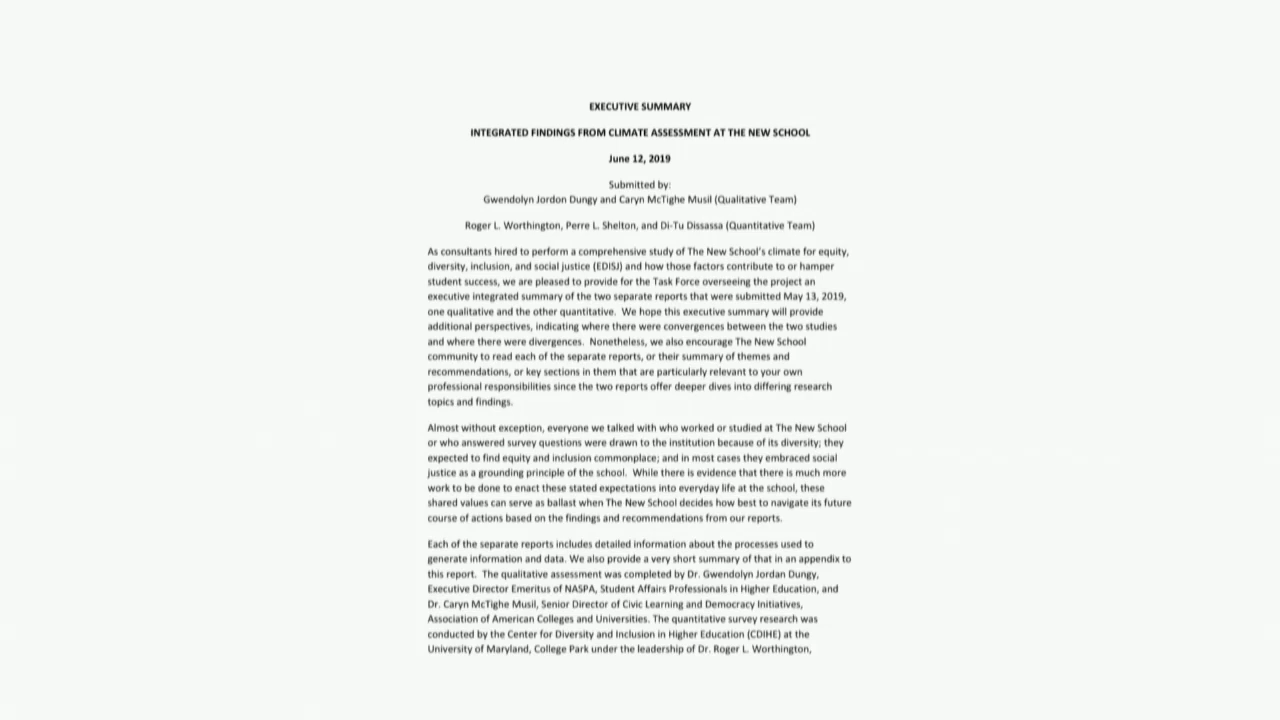 EXECUTIVE SUMMARY
INTEGRATED FINDINGS FROM CLIMATE ASSESSMENT AT THE NEW SCHOOL
June 12, 2019
Submitted by:
Gwendolyn Jordon Dungy and Caryn McTighe Musil (Qualitative Team)
Roger L. Worthington, Perre L. Shelton, and Di-Tu Dissassa (Quantitative Team)
As consultants hired to perform a comprehensive study of The New School's climate for equity,
diversity, inclusion, and social justice (EDISJ) and how those factors contribute to or hamper
student success, we are pleased to provide for the Task Force overseeing the project an
executive integrated summary of the two separate reports that were submitted May 13, 2019,
one qualitative and the other quantitative. We hope this executive summary will provide
additional perspectives, indicating where there were convergences between the two studies
and where there were divergences. Nonetheless, we also encourage The New School
community to read each of the separate reports, or their summary of themes and
recommendations, or key sections in them that are particularly relevant to your own
professional responsibilities since the two reports offer deeper dives into differing research
topics and findings.
Almost without exception, everyone we talked with who worked or studied at The New School
or who answered survey questions were drawn to the institution because of its diversity; they
expected to find equity and inclusion commonplace; and in most cases they embraced social
justice as a grounding principle of the school. While there is evidence that there is much more
work to be done to enact these stated expectations into everyday life at the school, these
shared values can serve as ballast when The New School decides how best to navigate its future
course of actions based on the findings and recommendations from our reports.
Each of the separate reports includes detailed information about the processes used to
generate information and data. We also provide a very short summary of that in an appendix to
this report. The qualitative assessment was completed by Dr. Gwendolyn Jordan Dungy,
Executive Director Emeritus of NASPA, Student Affairs Professionals in Higher Education, and
Dr. Caryn McTighe Musil, Senior Director of Civic Learning and Democracy Initiatives,
Association of American Colleges and Universities. The quantitative survey research was
conducted by the Center for Diversity and Inclusion in Higher Education (CDIHE) at the
University of Maryland, College Park under the leadership of Dr. Roger L. Worthington,